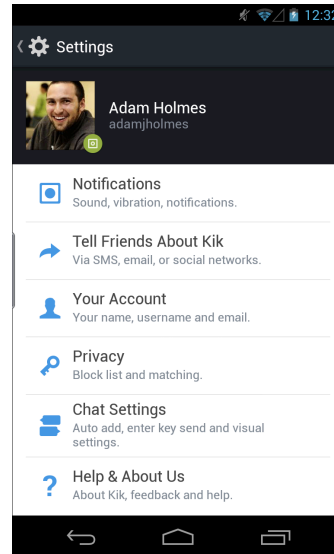 12:32
Settings
Adam Holmes
adamjholmes
Notifications
Sound, vibration, notifications.
Tell Friends About Kik
Via SMS, email, or social networks.
Your Account
Your name, username and email.
Privacy
Block list and matching.
Chat Settings
Auto add, enter key send and visual
settings.
Help & About Us
About Kik, feedback and help.